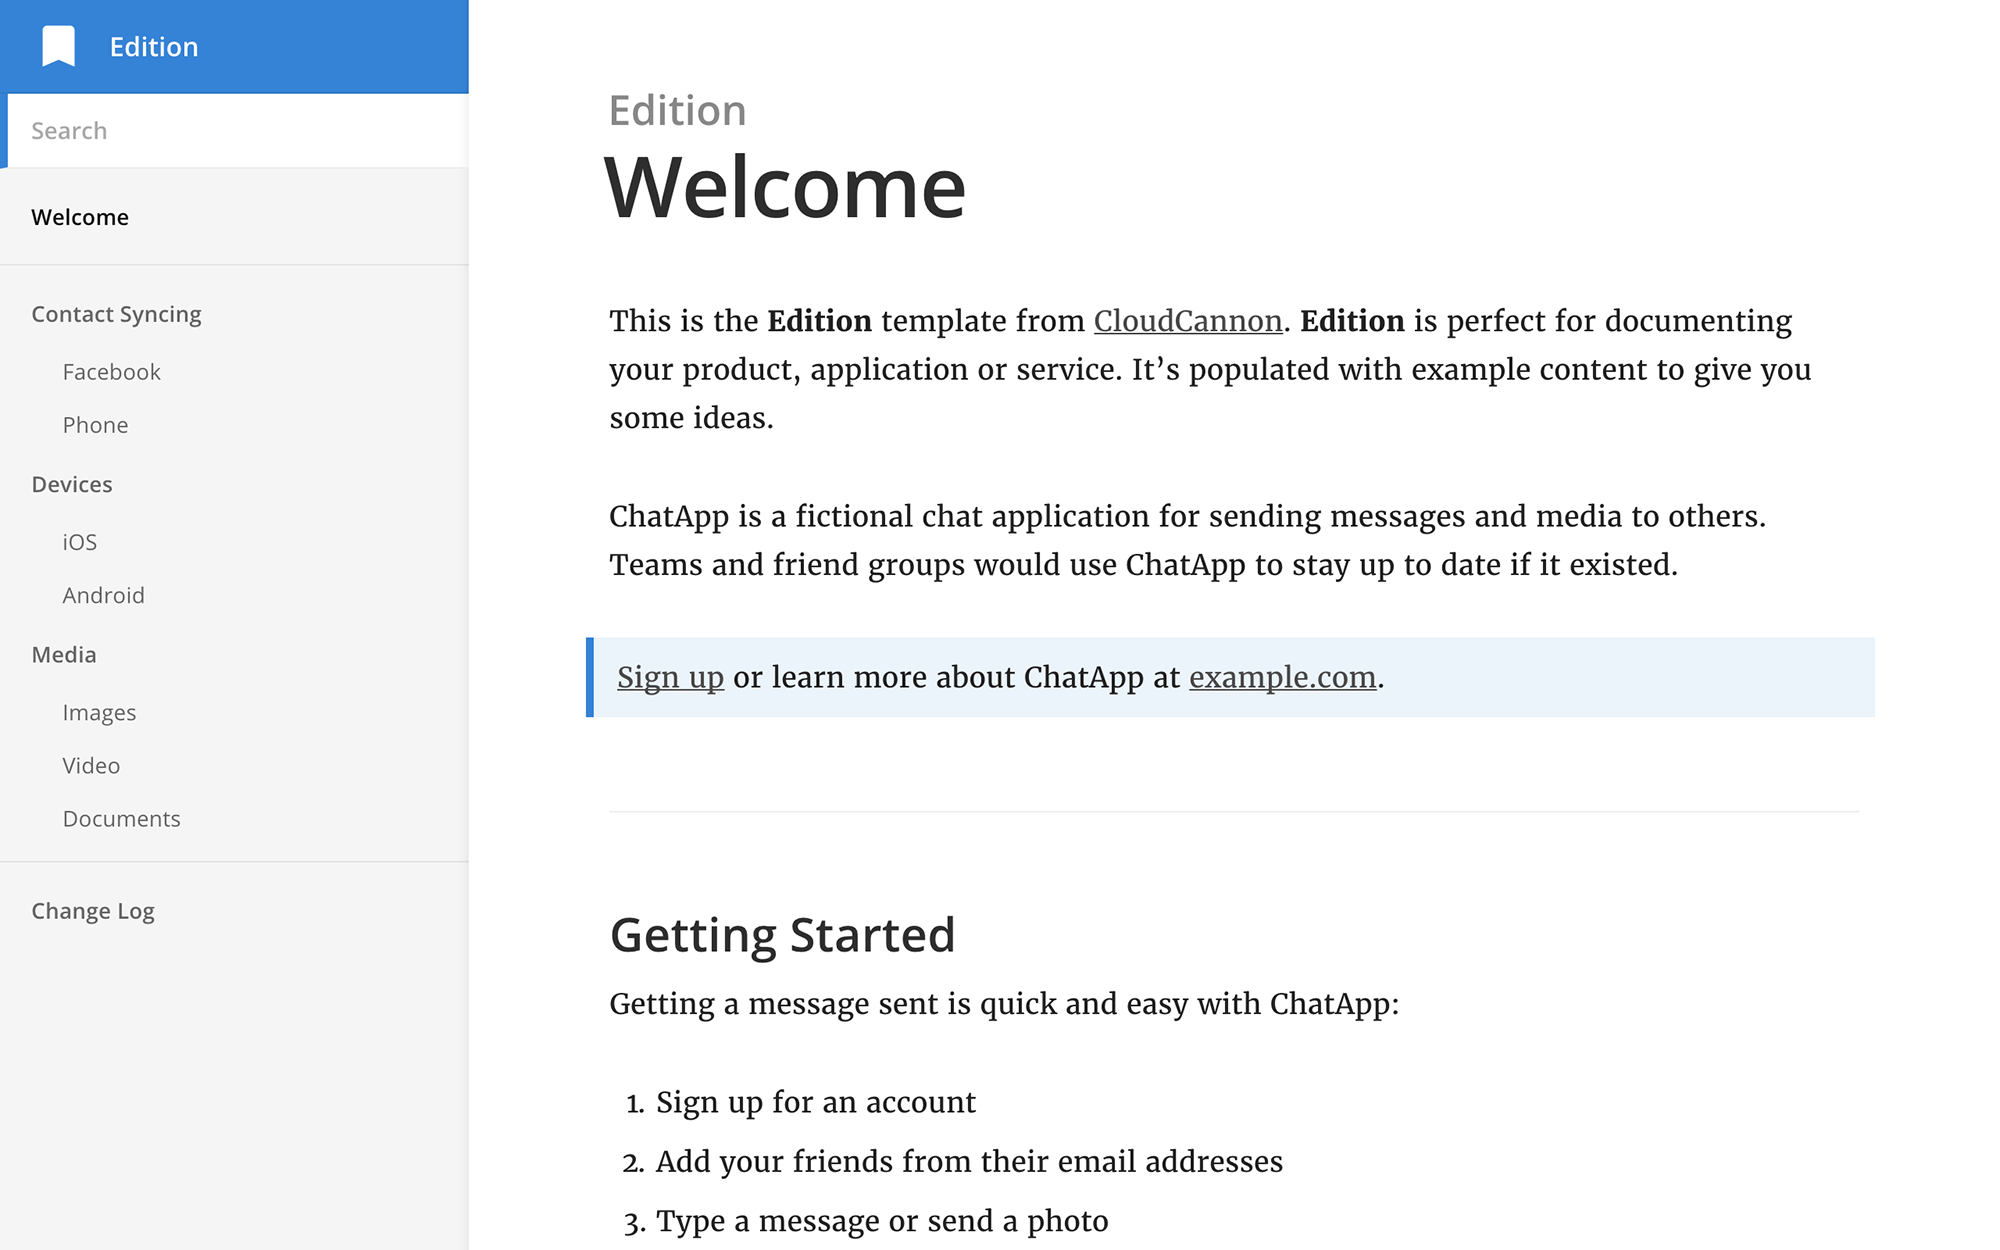 Edition
Search
Welcome
Contact Syncing
Facebook
Phone
Devices
iOS
Android
Media
Images
Video
Documents
Change Log
Edition
Welcome
This is the Edition template from CloudCannon. Edition is perfect for documenting
your product, application or service. It’s populated with example content to give you
some ideas.
ChatApp is a fictional chat application for sending messages and media to others.
Teams and friend groups would use ChatApp to stay up to date if it existed.
Sign up or learn more about ChatApp at example.com.
Getting Started
Getting a message sent is quick and easy with ChatApp:
1. Sign up for an account
2. Add your friends from their email addresses
3. Type a message or send a photo